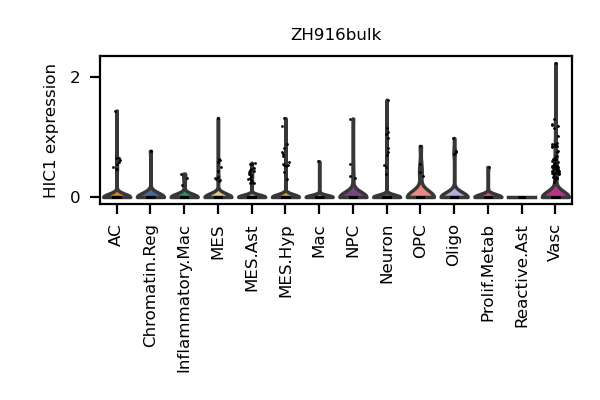 ZH916bulk
HIC1 expression
2
0
AC
Chromatin.Reg
Inflammatory.Mac
MES
MES.Ast
MES.Hyp
Mac
NPC
Neuron
OPC
Oligo
Prolif.Metab
Reactive.Ast
Vasc